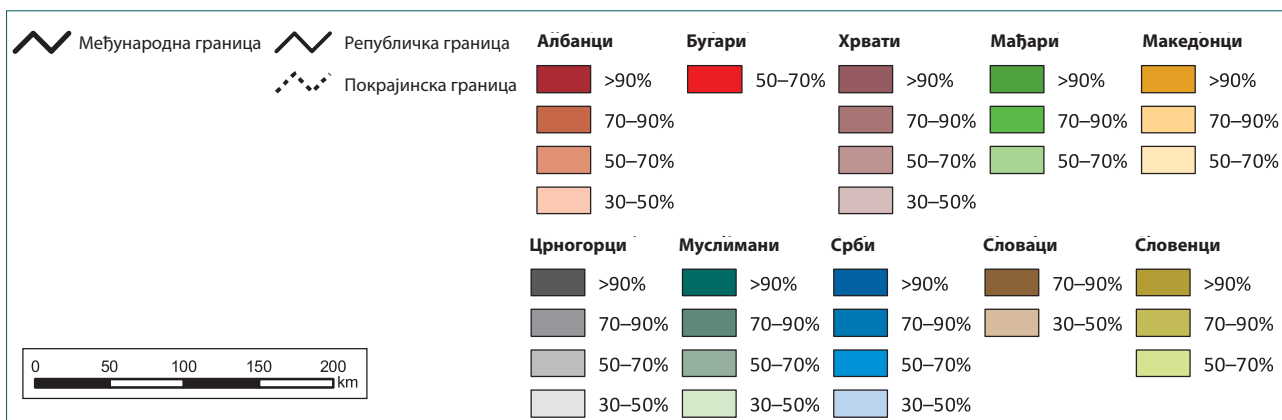 Међународна граница
Републичка граница
Покрајинска граница
Албанци
>90%
70–90%
50–70%
30–50%
Бугари
50–70%
Хрвати
>90%
70–90%
50–70%
30–50%
Мађари
>90%
70–90%
50–70%
Македонци
>90%
70–90%
50–70%
Црногорци
>90%
70–90%
50–70%
30–50%
Муслимани
>90%
70–90%
50–70%
30–50%
Срби
>90%
70–90%
50–70%
30–50%
Словаци
70–90%
30–50%
Словенци
>90%
70–90%
50–70%
0 50 100 150 200
km